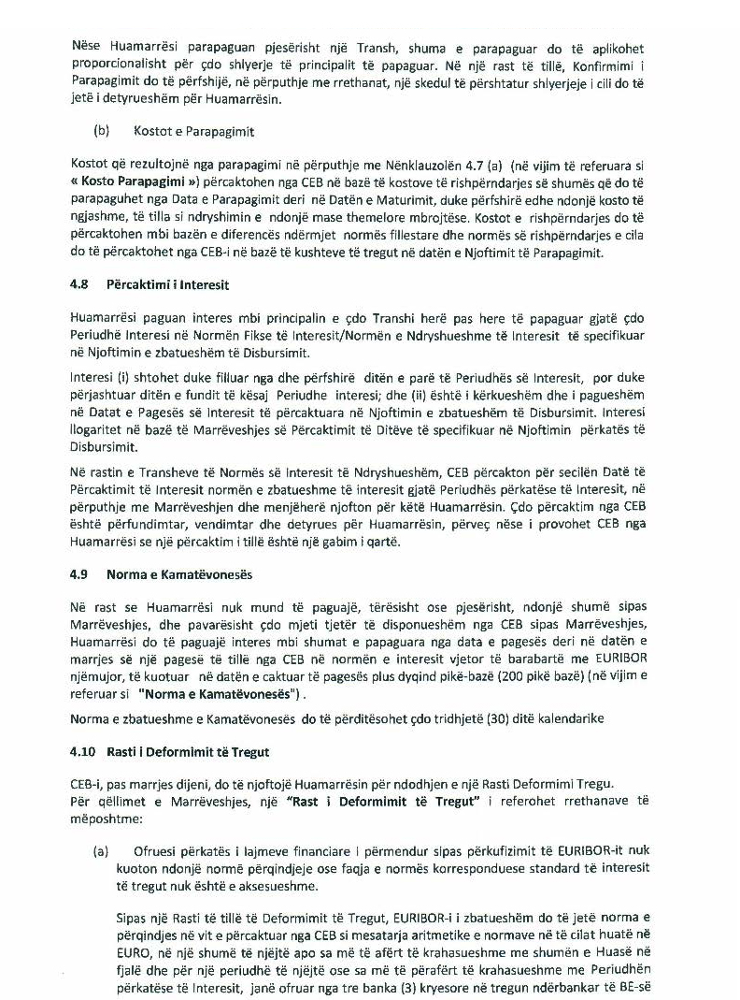 Nëse Huamarrësi parapaguan pjesërisht një Transh, shuma e parapaguar do të aplikohet
proporcionalisht për çdo shlyerje të principalit të papaguar. Në një rast të tillë, Konfirmimi i
Parapagimit do të përfshijë, në përputhje me rrethanat, një skedul të përshtatur shlyerjeje i cili do të
jetë i detyrueshëm për Huamarrësin.
(b) Kostot e Parapagimit
Kostot që rezultojnë nga parapagimi në përputhje me Nënklauzolën 4.7 (a) (në vijim të referuara si
« Kosto Parapagimi ») përcaktohen nga CEB në bazë të kostove të rishpërndarjes së shumës që do të
parapaguhet nga Data e Parapagimit deri në Datën e Maturimit, duke përfshirë edhe ndonjë kosto të
ngjashme, të tilla si ndryshimin e ndonjë mase themelore mbrojtëse. Kostot e rishpërndarjes do të
përcaktohen mbi bazën e diferencës ndërmjet normës fillestare dhe normës së rishpërndarjes e cila
do të përcaktohet nga CEB-i në bazë të kushteve të tregut në datën e Njoftimit të Parapagimit.
4.8 Përcaktimi i Interesit
Huamarrësi paguan interes mbi principalin e çdo Transhi herë pas here të papaguar gjatë çdo
Periudhë Interesi në Normën Fikse të Interesit/Normën e Ndryshueshme të Interesit të specifikuar
në Njoftimin e zbatueshëm të Disbursimit.
Interesi (i) shtohet duke filluar nga dhe përfshirë ditën e parë të Periudhës së Interesit, por duke
përjashtuar ditën e fundit të kësaj Periudhe interesi; dhe (ii) është i kërkueshëm dhe i pagueshëm
në Datat e Pagesës së Interesit të përcaktuara në Njoftimin e zbatueshëm të Disbursimit. Interesi
llogaritet në bazë të Marrëveshjes së Përcaktimit të Ditëve të specifikuar në Njoftimin përkatës të
Disbursimit.
Në rastin e Transheve të Normës së Interesit të Ndryshueshëm, CEB përcakton për secilën Datë të
Përcaktimit të Interesit normën e zbatueshme të interesit gjatë Periudhës përkatëse të Interesit, në
përputhje me Marrëveshjen dhe menjëherë njofton për këtë Huamarrësin. Çdo përcaktim nga CEB
është përfundimtar, vendimtar dhe detyrues për Huamarrësin, përveç nëse i provohet CEB nga
Huamarrësi se një përcaktim i tillë është një gabim i qartë.
4.9 Norma e Kamatëvonesës
Në rast se Huamarrësi nuk mund të paguajë, tërësisht ose pjesërisht, ndonjë shumë sipas
Marrëveshjes, dhe pavarësisht çdo mjeti tjetër të disponueshëm nga CEB sipas Marrëveshjes,
Huamarrësi do të paguajë interes mbi shumat e papaguara nga data e pagesës deri në datën e
marrjes së një pagesë të tillë nga CEB në normën e interesit vjetor të barabartë me EURIBOR
njëmujor, të kuotuar në datën e caktuar të pagesës plus dyqind pikë-bazë (200 pikë bazë) (në vijim e
referuar si "Norma e Kamatëvonesës") .
Norma e zbatueshme e Kamatëvonesës do të përditësohet çdo tridhjetë (30) ditë kalendarike
4.10 Rasti i Deformimit të Tregut
CEB-i, pas marrjes dijeni, do të njoftojë Huamarrësin për ndodhjen e një Rasti Deformimi Tregu.
Për qëllimet e Marrëveshjes, një "Rast i Deformimit të Tregut" i referohet rrethanave të
mëposhtme:
(a) Ofruesi përkatës i lajmeve financiare i përmendur sipas përkufizimit të EURIBOR-it nuk
kuoton ndonjë normë përqindjeje ose faqja e normës korresponduese standard të interesit
të tregut nuk është e aksesueshme.
Sipas një Rasti të tillë të Deformimit të Tregut, EURIBOR-i i zbatueshëm do të jetë norma e
përqindjes në vit e përcaktuar nga CEB si mesatarja aritmetike e normave në të cilat huatë në
EURO, në një shumë të njëjtë apo sa më të afërt të krahasueshme me shumën e Huasë në
fjalë dhe për një periudhë të njëjtë ose sa më të përafërt të krahasueshme me Periudhën
përkatëse të Interesit, janë ofruar nga tre banka (3) kryesore në tregun ndërbankar të BE-së